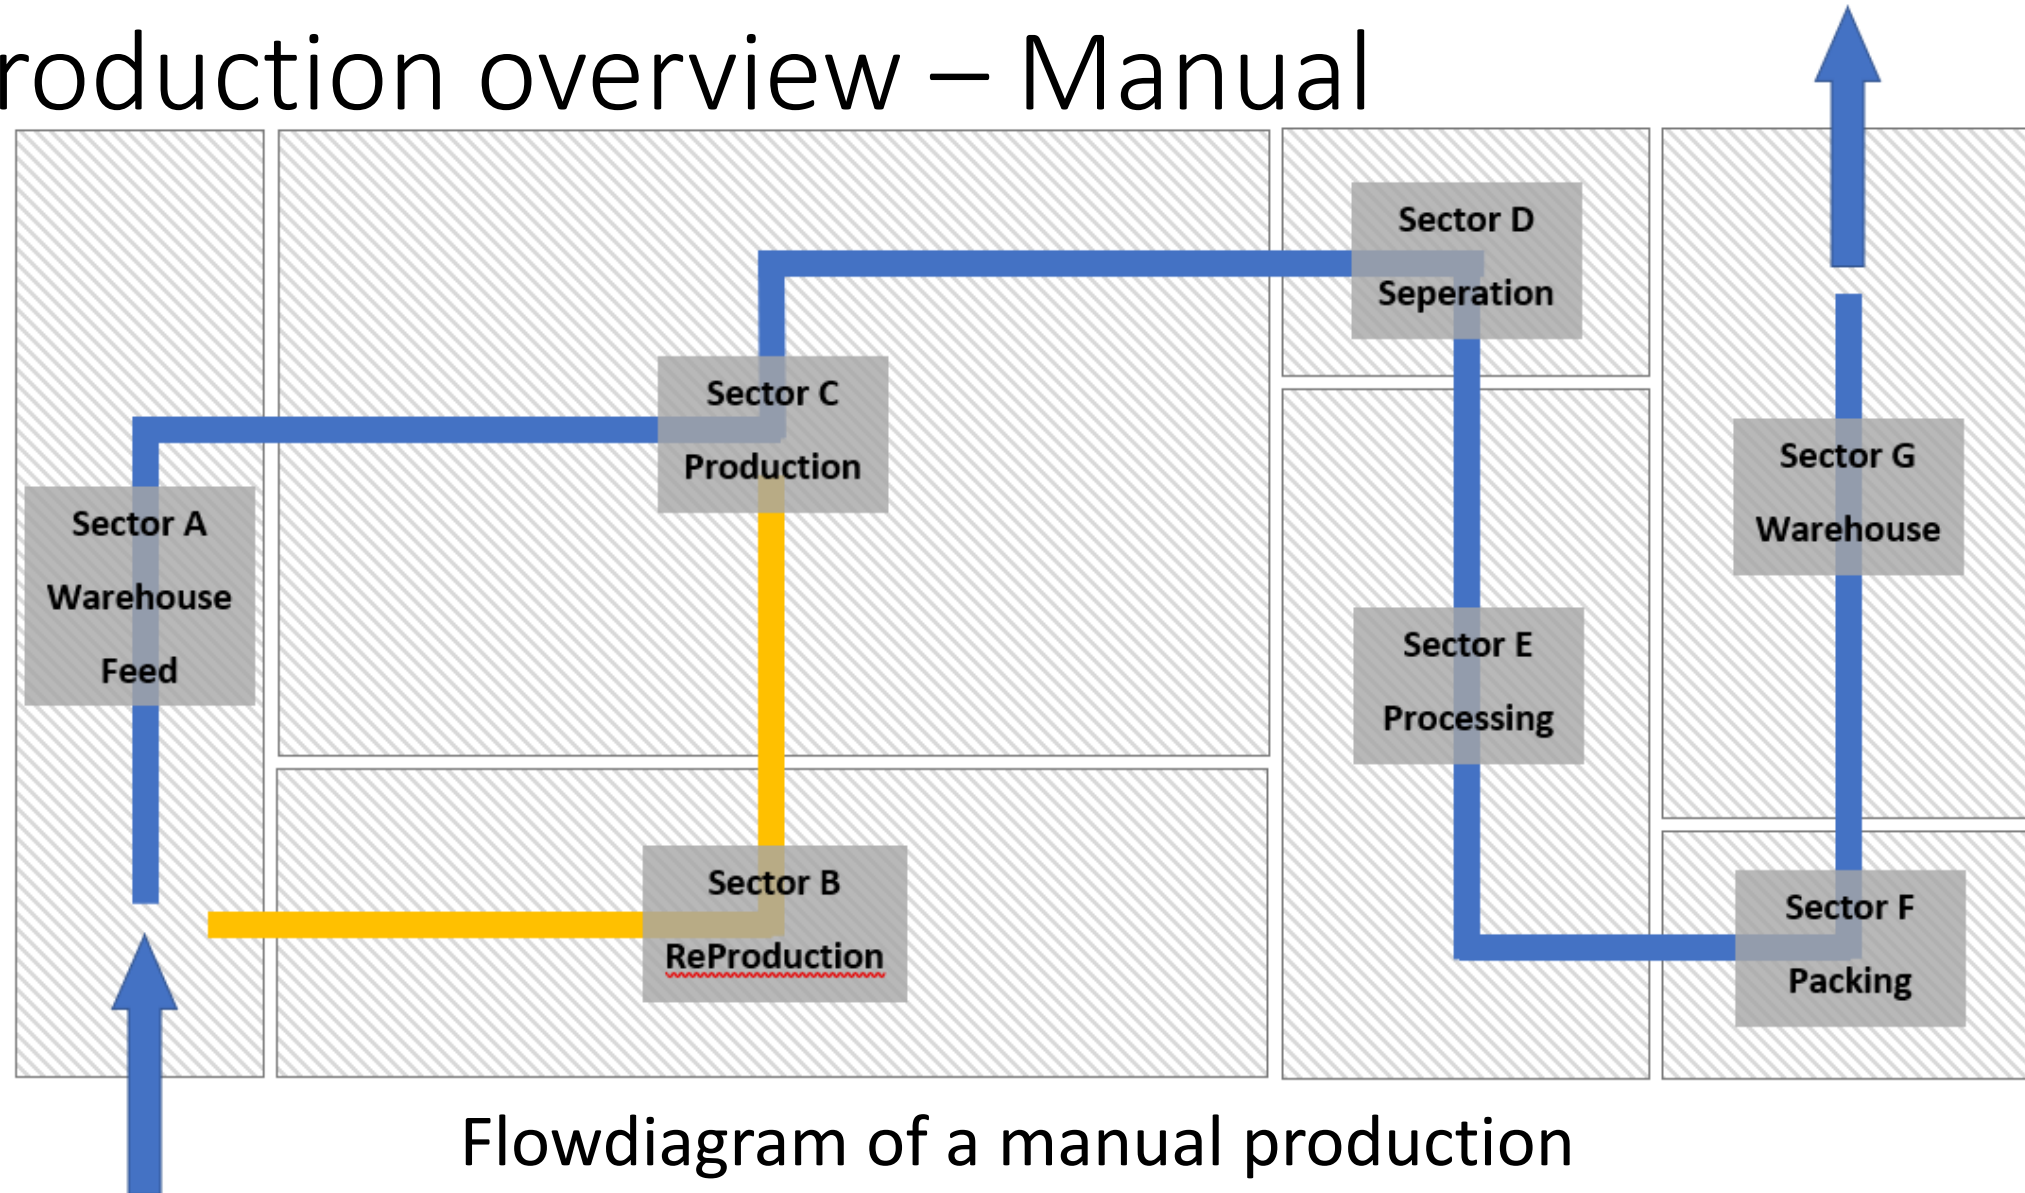 roduction overview – Manual
Sector A
Warehouse
Feed
Sector C
Production
Sector B
ReProduction
Sector D
Seperation
Sector E
Processing
Sector G
Warehouse
Sector F
Packing
Flowdiagram of a manual production